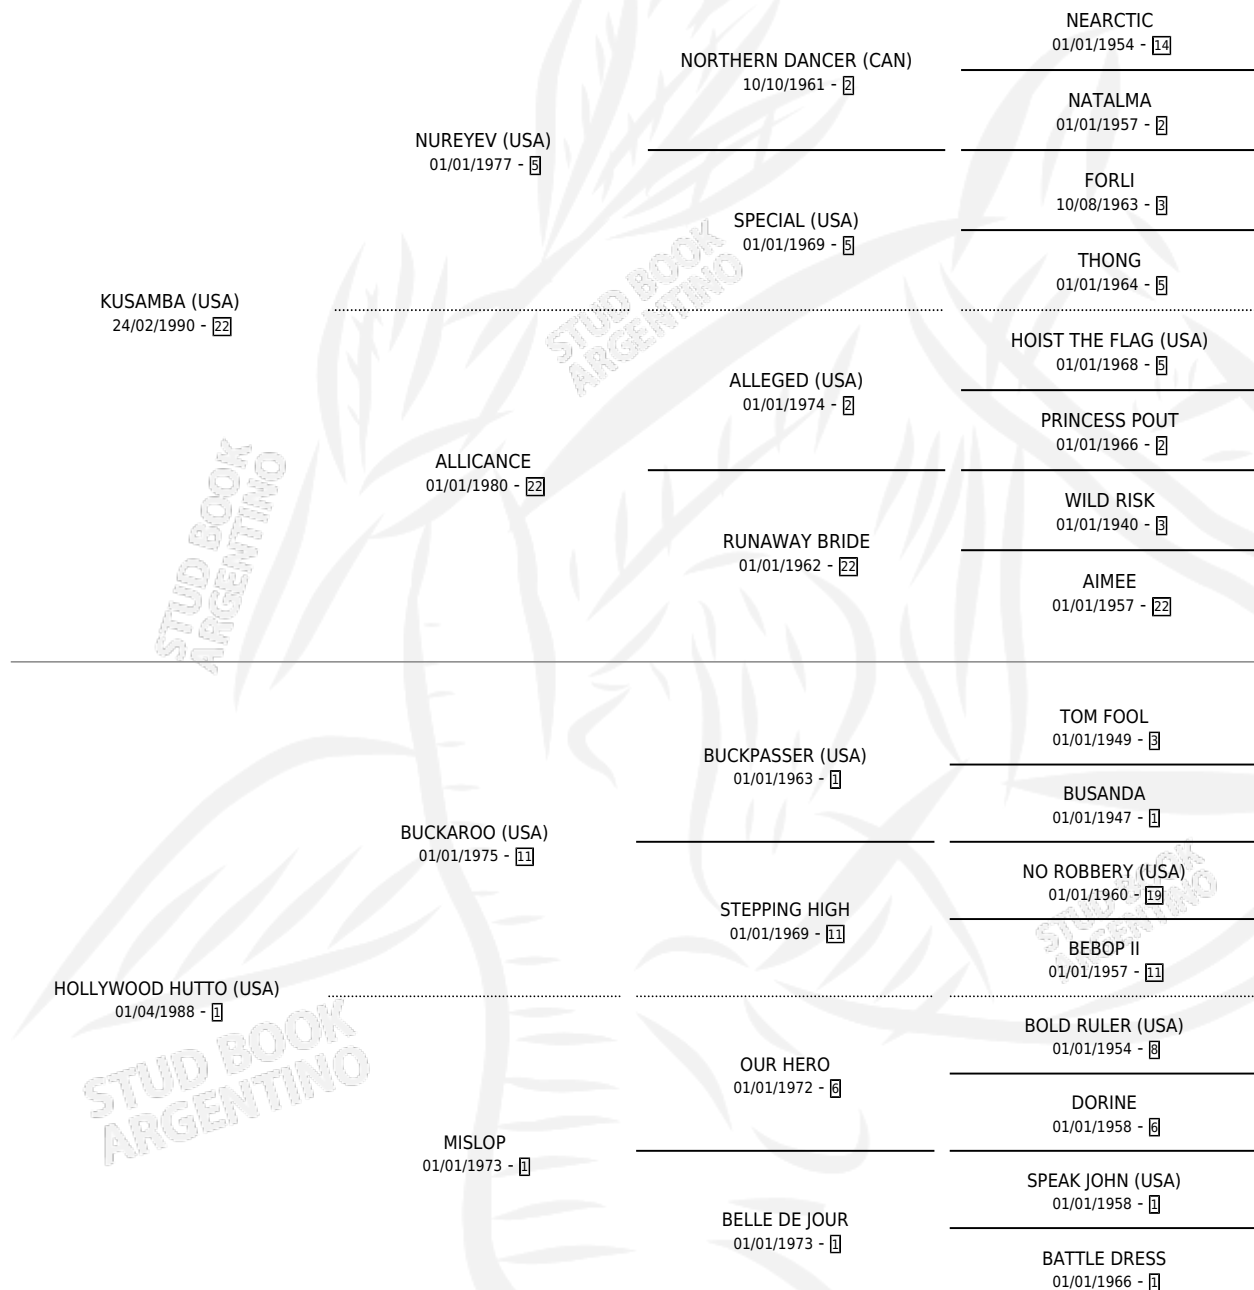 NEARCTIC
01/01/1954 - 14
NORTHERN DANCER (CAN)
10/10/1961 - 2
NATALMA
01/01/1957 - 2
NUREYEV (USA)
01/01/1977 - 5
FORLI
10/08/1963 - 3
SPECIAL (USA)
01/01/1969 - 5
THONG
01/01/1964 - 5
KUSAMBA (USA)
24/02/1990 - 22
HOIST THE FLAG (USA)
01/01/1968 - 5
ALLEGED (USA)
01/01/1974 - 2
PRINCESS POUT
01/01/1966 - 2
ALLICANCE
01/01/1980 - 22
WILD RISK
01/01/1940 - 3
RUNAWAY BRIDE
01/01/1962 - 22
AIMEE
01/01/1957 - 22
STUD BOOK
ARGENTINO
STUD BOOK
ARGENTINO
TOM FOOL
01/01/1949 - 3
BUCKPASSER (USA)
01/01/1963 - 1
BUSANDA
01/01/1947 - 1
BUCKAROO (USA)
01/01/1975 - 11
NO ROBBERY (USA)
01/01/1960 - 19
STEPPING HIGH
01/01/1969 - 11
BEBOP II
01/01/1957 - 11
STUD BOOK
ARGENTINO
HOLLYWOOD HUTTO (USA)
01/04/1988 - 1
BOLD RULER (USA)
01/01/1954 - 8
OUR HERO
01/01/1972 - 6
DORINE
01/01/1958 - 6
MISLOP
01/01/1973 - 1
SPEAK JOHN (USA)
01/01/1958 - 1
BELLE DE JOUR
01/01/1973 - 1
BATTLE DRESS
01/01/1966 - 1
STUD BOOK
ARGENTINO